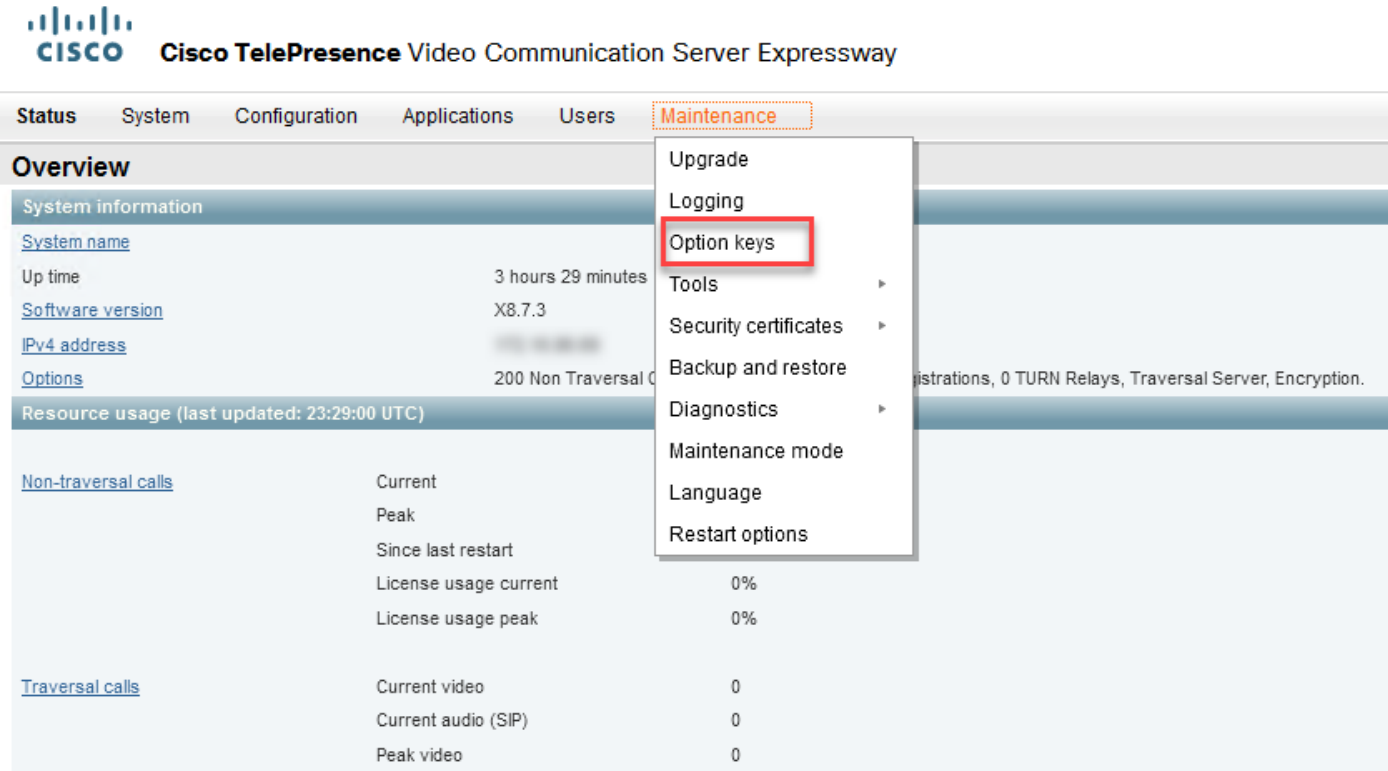 CISCO Cisco TelePresence Video Communication Server Expressway
Status System Configuration Applications Users Maintenance
Overview
Upgrade
System information
Logging
System name
Option keys
Up time 3 hours 29 minutes
Tools
Software version X8.7.3
Security certificates
IPv4 address
Backup and restore
Options 200 Non Traversal istrations, 0 TURN Relays, Traversal Server, Encryption.
Diagnostics
Resource usage (last updated: 23:29:00 UTC)
Maintenance mode
Non-traversal calls Current
Language
Peak
Restart options
Since last restart
License usage current 0%
License usage peak 0%
Traversal calls Current video 0
Current audio (SIP) 0
Peak video 0